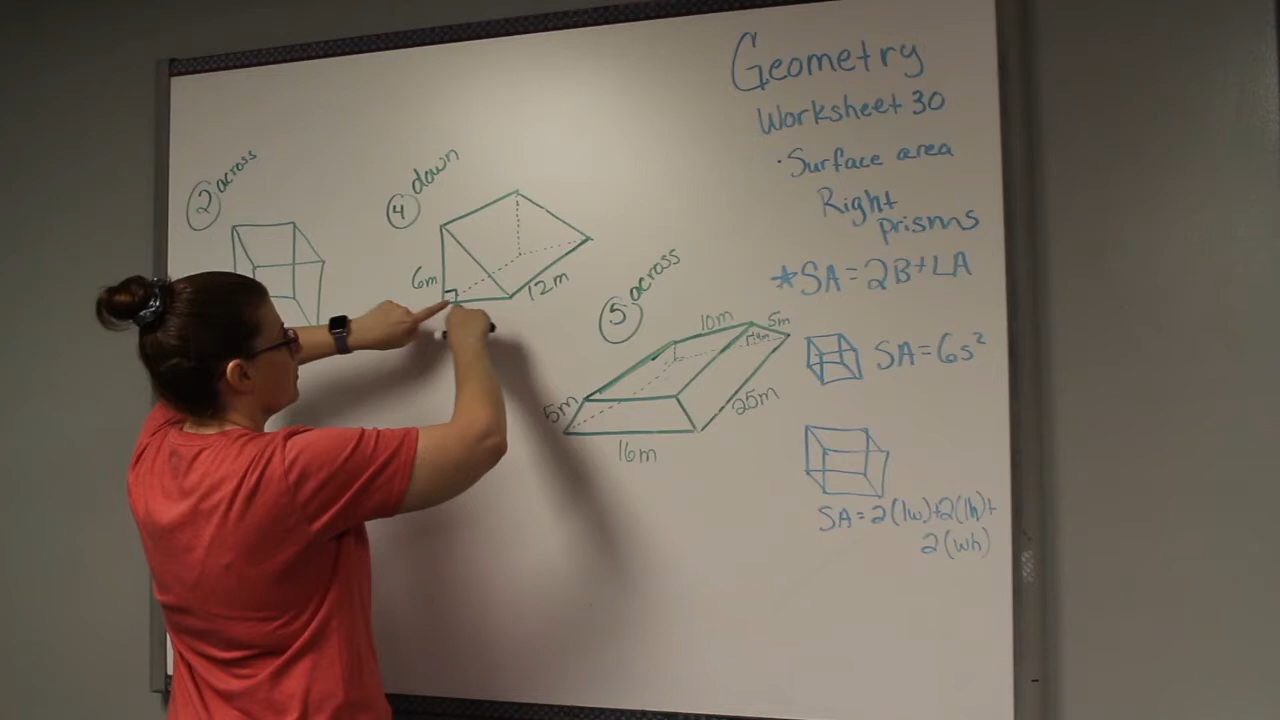 Geometry
Worksheet 30
· Surface area
Right
prisms
*SA = 2B + LA
SA = 6s²
SA = 2(lw)+2(lh)+
2(wh)
2 across
4 down
6m
12m
5 across
10m
5m
4m
5m
25m
16m